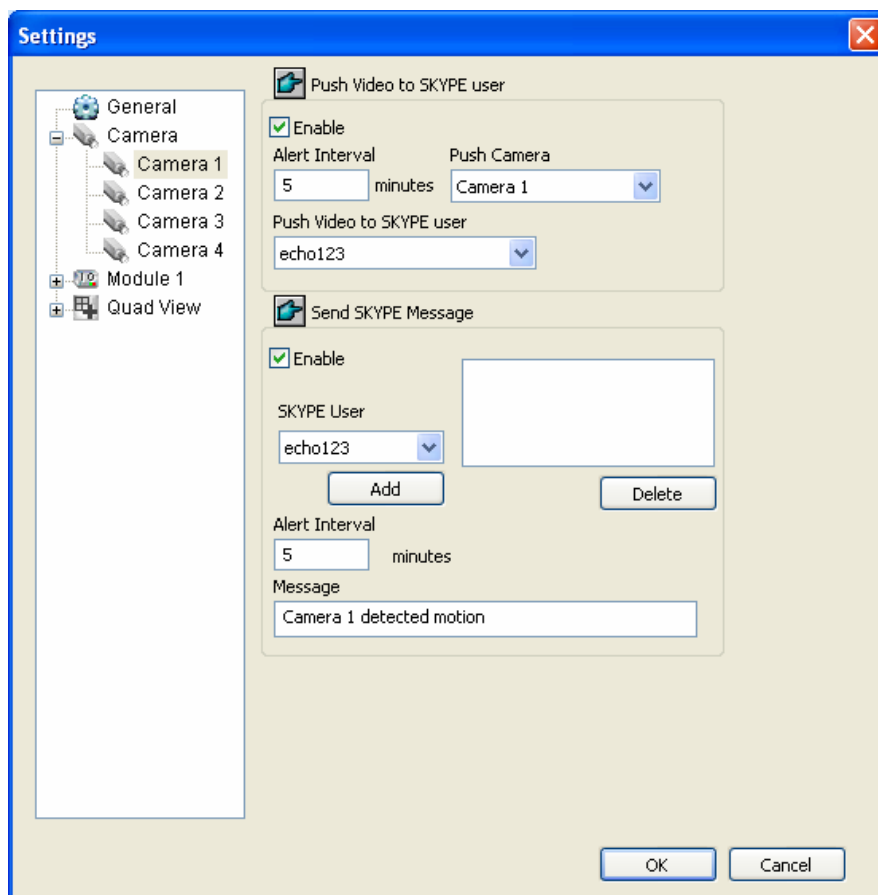 Settings
General
Camera
Camera 1
Camera 2
Camera 3
Camera 4
Module 1
Quad View
Push Video to SKYPE user
Enable
Alert Interval
Push Camera
5
minutes
Camera 1
Push Video to SKYPE user
echo123
Send SKYPE Message
Enable
SKYPE User
echo123
Add
Delete
Alert Interval
5
minutes
Message
Camera 1 detected motion
OK
Cancel